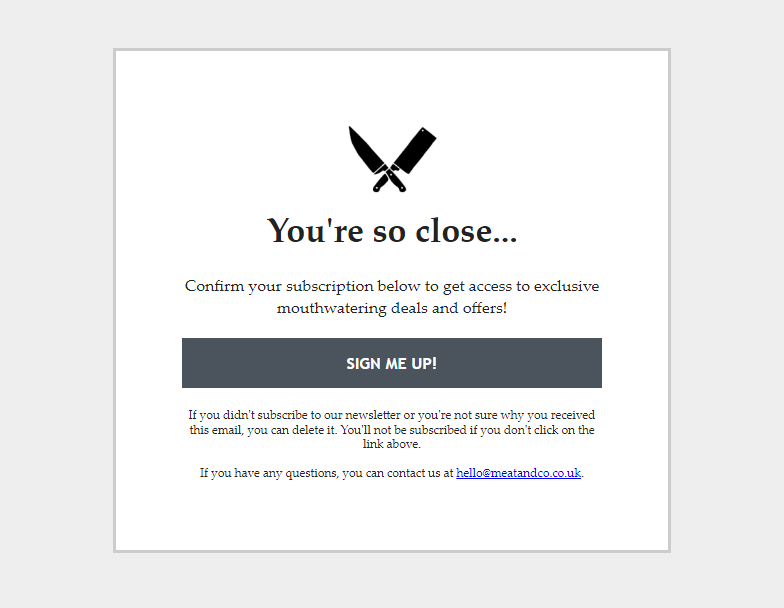 You're so close...
Confirm your subscription below to get access to exclusive
mouthwatering deals and offers!
SIGN ME UP!
If you didn't subscribe to our newsletter or you're not sure why you received
this email, you can delete it. You'll not be subscribed if you don't click on the
link above.
If you have any questions, you can contact us at hello@meatandco.co.uk.